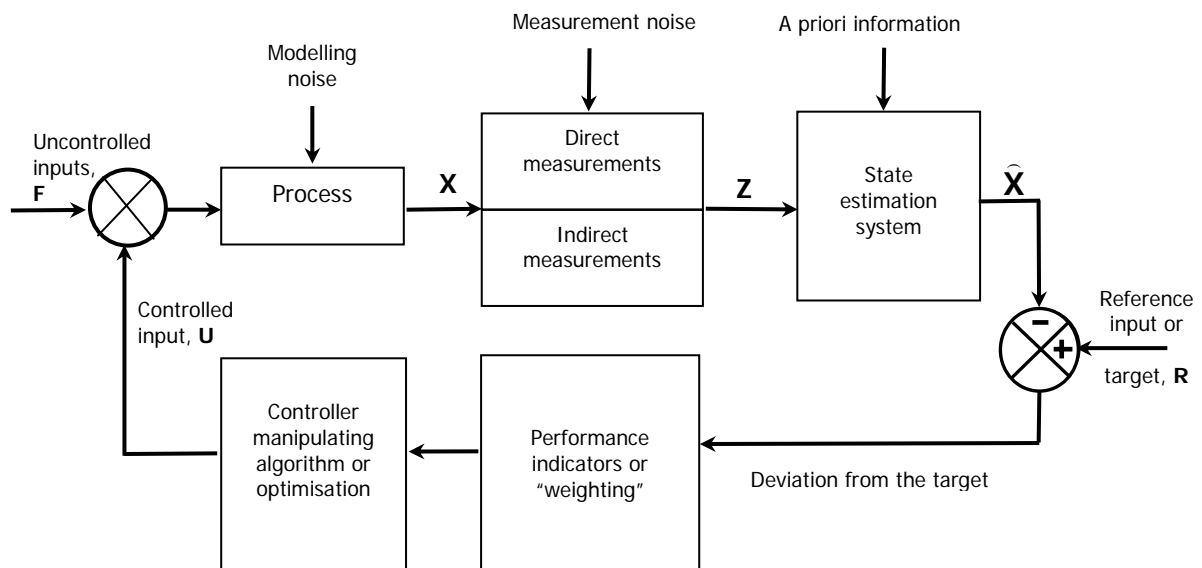 Measurement noise
A priori information
Modelling
noise
Uncontrolled
inputs,
F
Process
X
Direct
measurements
Indirect
measurements
Z
State
estimation
system
X̂
Controlled
input, U
−
+
Reference
input or
target, R
Controller
manipulating
algorithm or
optimisation
Performance
indicators or
“weighting”
Deviation from the target